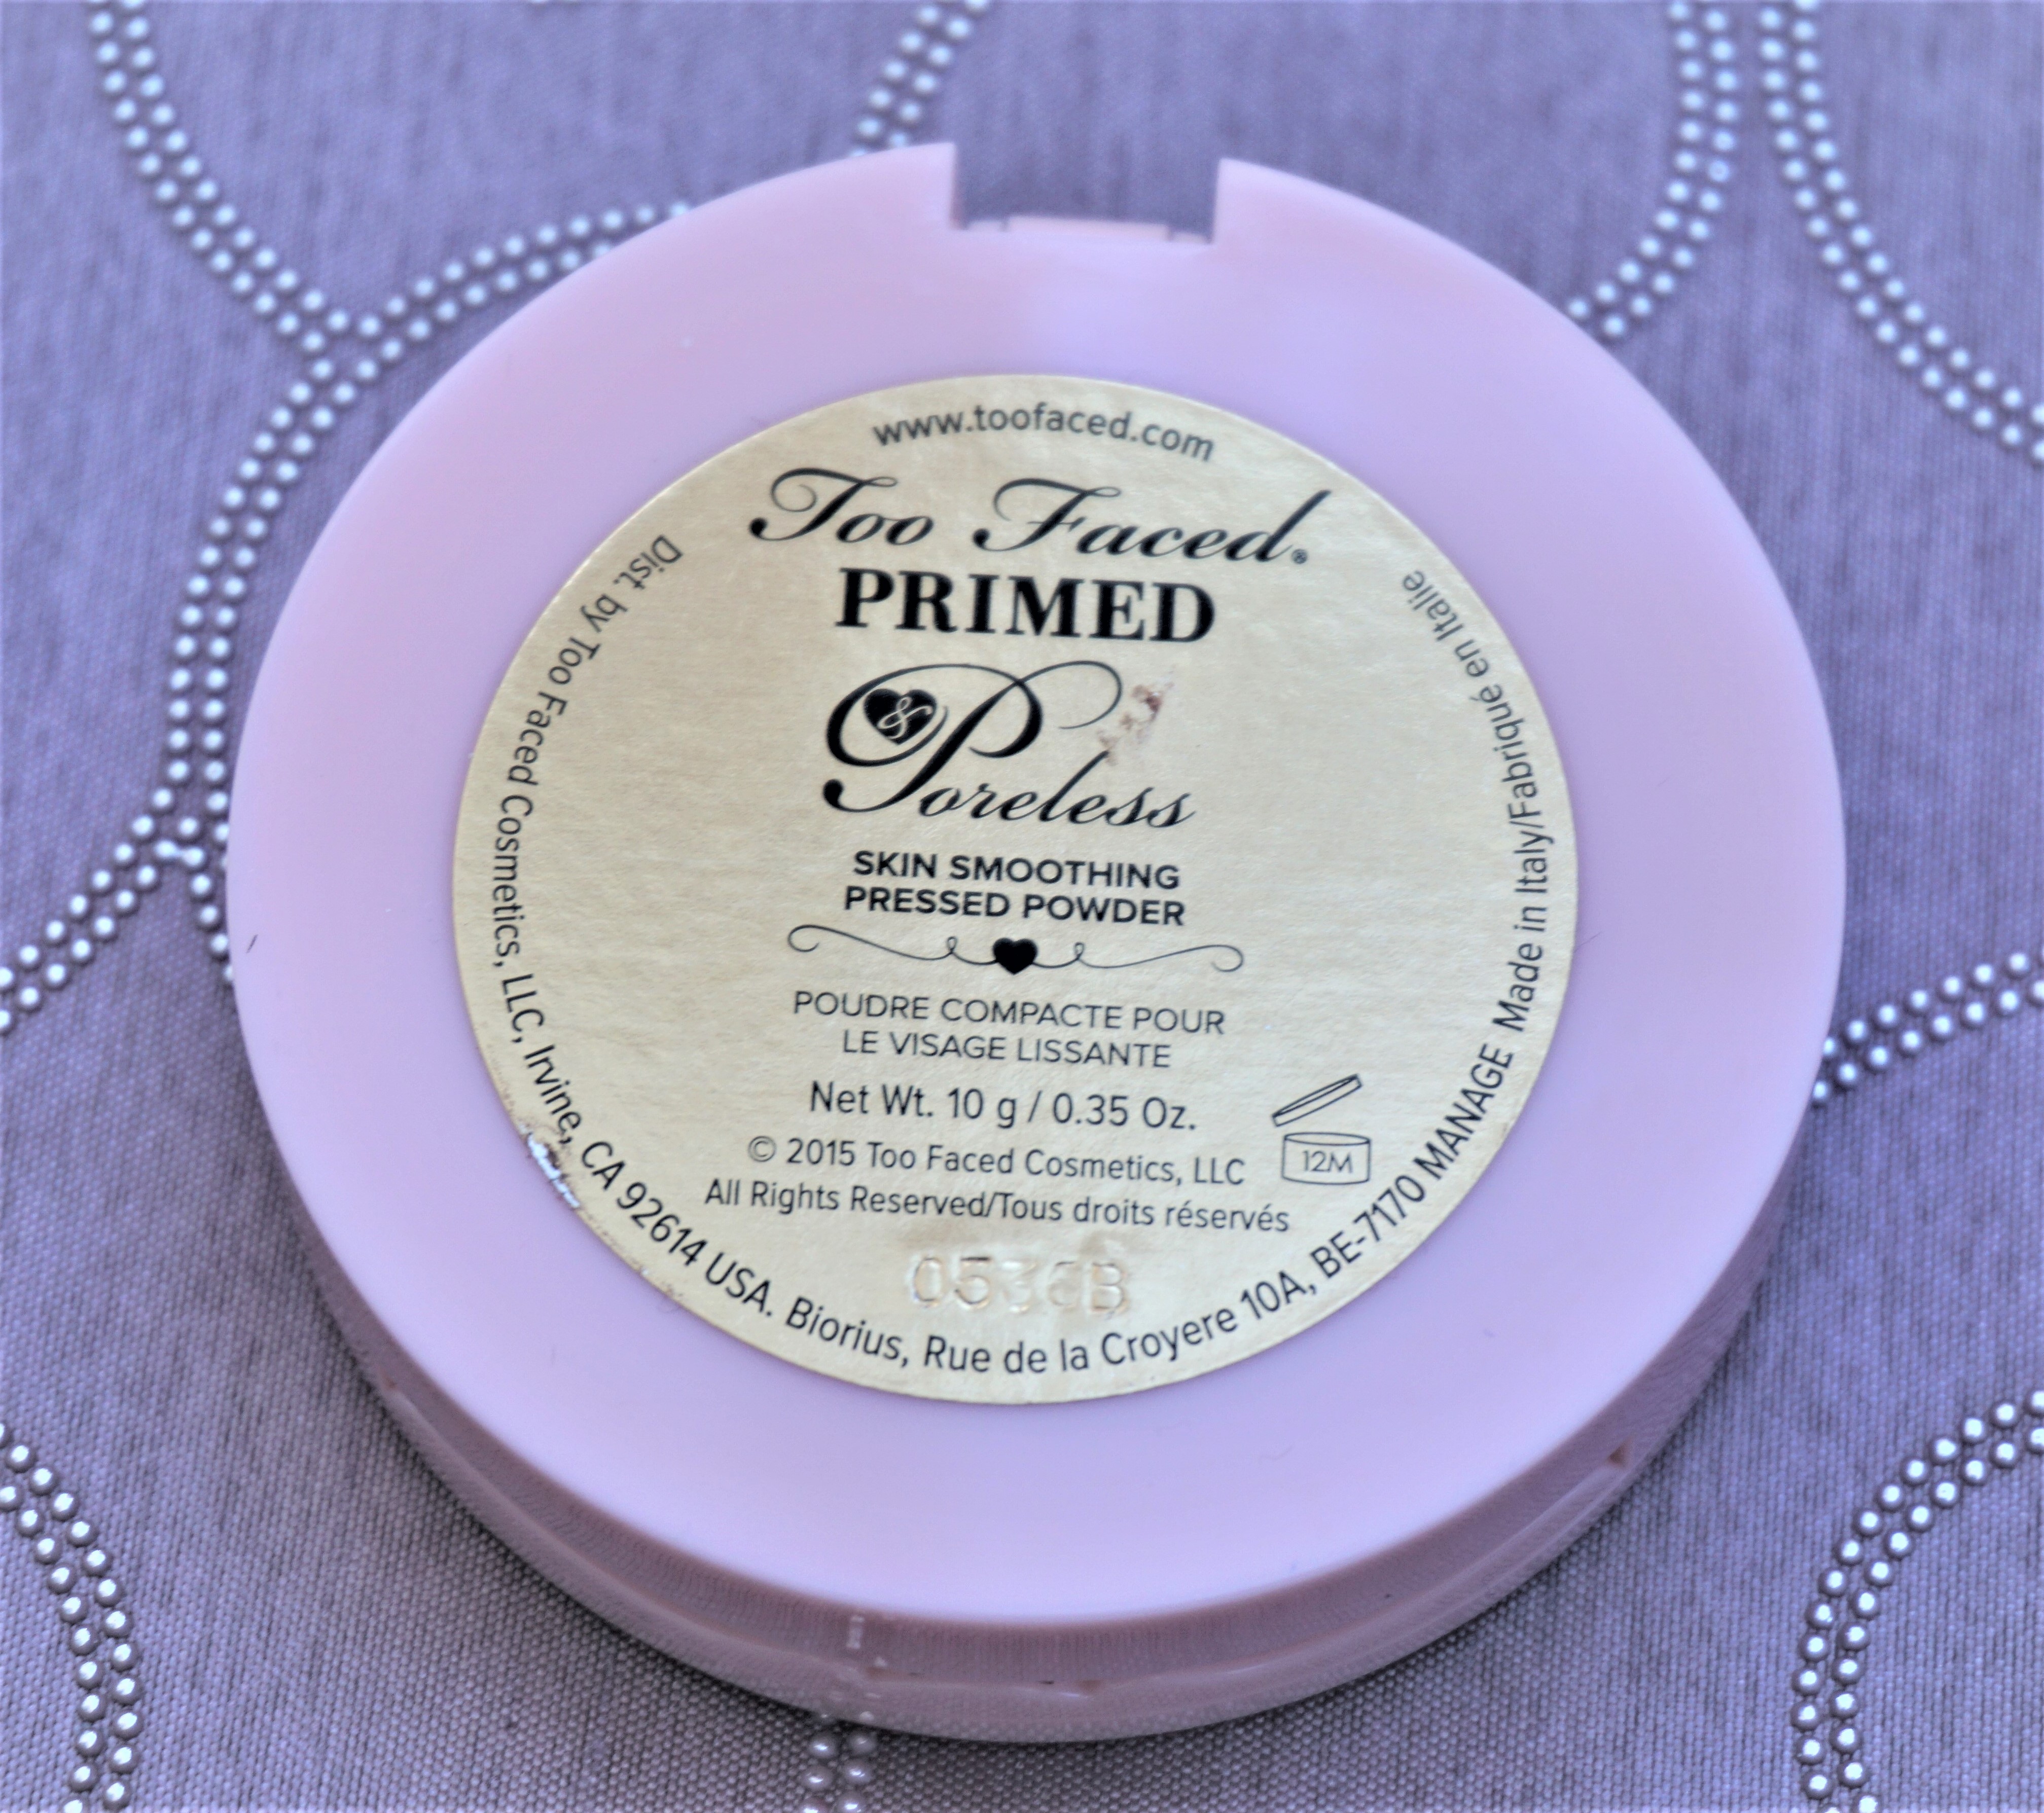 www.toofaced.com
Too Faced®
PRIMED
& Poreless
SKIN SMOOTHING
PRESSED POWDER
POUDRE COMPACTE POUR
LE VISAGE LISSANTE
Net Wt. 10 g / 0.35 Oz.
© 2015 Too Faced Cosmetics, LLC
All Rights Reserved/Tous droits réservés
12M
Dist. by Too Faced Cosmetics, LLC, Irvine, CA 92614 USA. Biorius, Rue de la Croyere 10A, BE-7170 MANAGE Made in Italy/Fabriqué en Italie